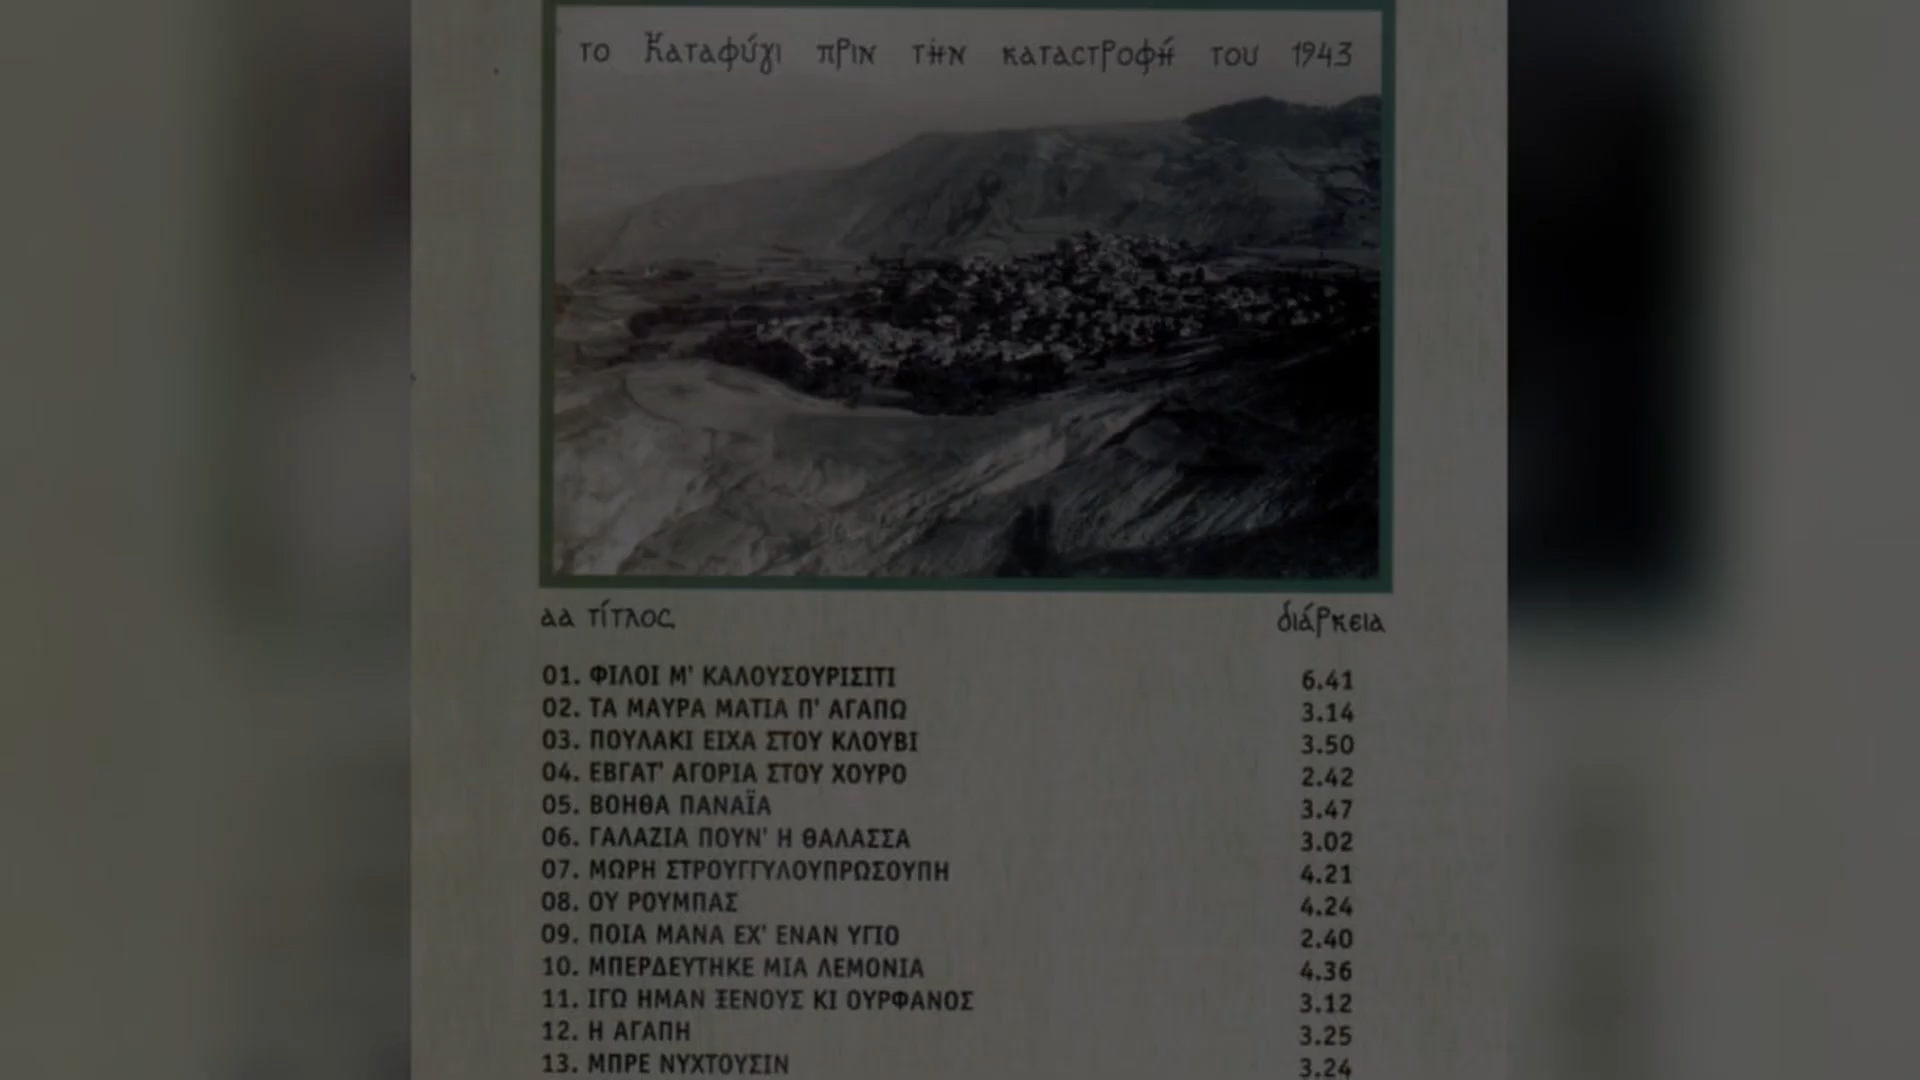 το Καταφύγι πριν την καταστροφή του 1943
αα τίτλος διάρκεια
01. ΦΙΛΟΙ Μ' ΚΑΛΟΥΣΟΥΡΙΣΙΤΙ 6.41
02. ΤΑ ΜΑΥΡΑ ΜΑΤΙΑ Π' ΑΓΑΠΩ 3.14
03. ΠΟΥΛΑΚΙ ΕΙΧΑ ΣΤΟΥ ΚΛΟΥΒΙ 3.50
04. ΕΒΓΑΤ' ΑΓΟΡΙΑ ΣΤΟΥ ΧΟΥΡΟ 2.42
05. ΒΟΗΘΑ ΠΑΝΑΪΑ 3.47
06. ΓΑΛΑΖΙΑ ΠΟΥΝ' Η ΘΑΛΑΣΣΑ 3.02
07. ΜΩΡΗ ΣΤΡΟΥΓΓΥΛΟΥΠΡΩΣΟΥΠΗ 4.21
08. ΟΥ ΡΟΥΜΠΑΣ 4.24
09. ΠΟΙΑ ΜΑΝΑ ΕΧ' ΕΝΑΝ ΥΓΙΟ 2.40
10. ΜΠΕΡΔΕΥΤΗΚΕ ΜΙΑ ΛΕΜΟΝΙΑ 4.36
11. ΙΓΩ ΗΜΑΝ ΞΕΝΟΥΣ ΚΙ ΟΥΡΦΑΝΟΣ 3.12
12. Η ΑΓΑΠΗ 3.25
13. ΜΠΡΕ ΝΥΧΤΟΥΣΙΝ 3.24